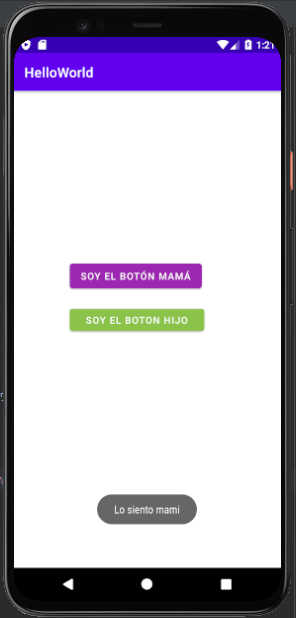 1:21
HelloWorld
SOY EL BOTÓN MAMÁ
SOY EL BOTON HIJO
Lo siento mami